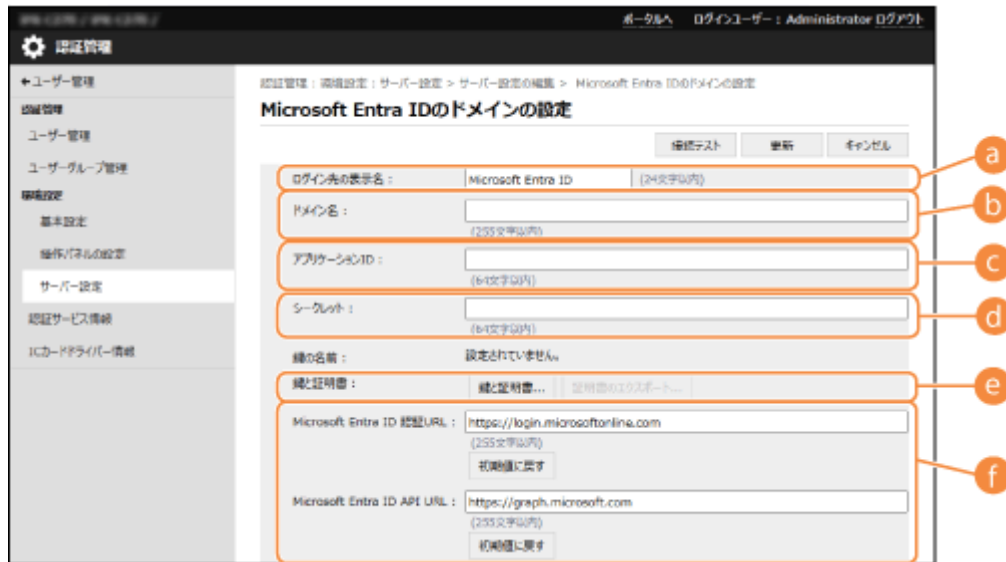 ポータルへ ログインユーザー : Administrator ログアウト
認証管理
←ユーザー管理
認証管理 : 環境設定 : サーバー設定 > サーバー設定の編集 > Microsoft Entra IDのドメインの設定
認証管理
Microsoft Entra IDのドメインの設定
ユーザー管理
接続テスト 更新 キャンセル
ユーザーグループ管理
ログイン先の表示名 : Microsoft Entra ID (24文字以内)
a
環境設定
ドメイン名 :
(255文字以内)
b
基本設定
操作パネルの設定
アプリケーションID :
(64文字以内)
c
サーバー設定
シークレット :
(64文字以内)
d
認証サービス情報
ICカードドライバー情報
鍵の名前 : 設定されていません。
鍵と証明書 : 鍵と証明書... 証明書のエクスポート...
e
Microsoft Entra ID 認証URL : https://login.microsoftonline.com
(255文字以内)
初期値に戻す
f
Microsoft Entra ID API URL : https://graph.microsoft.com
(255文字以内)
初期値に戻す